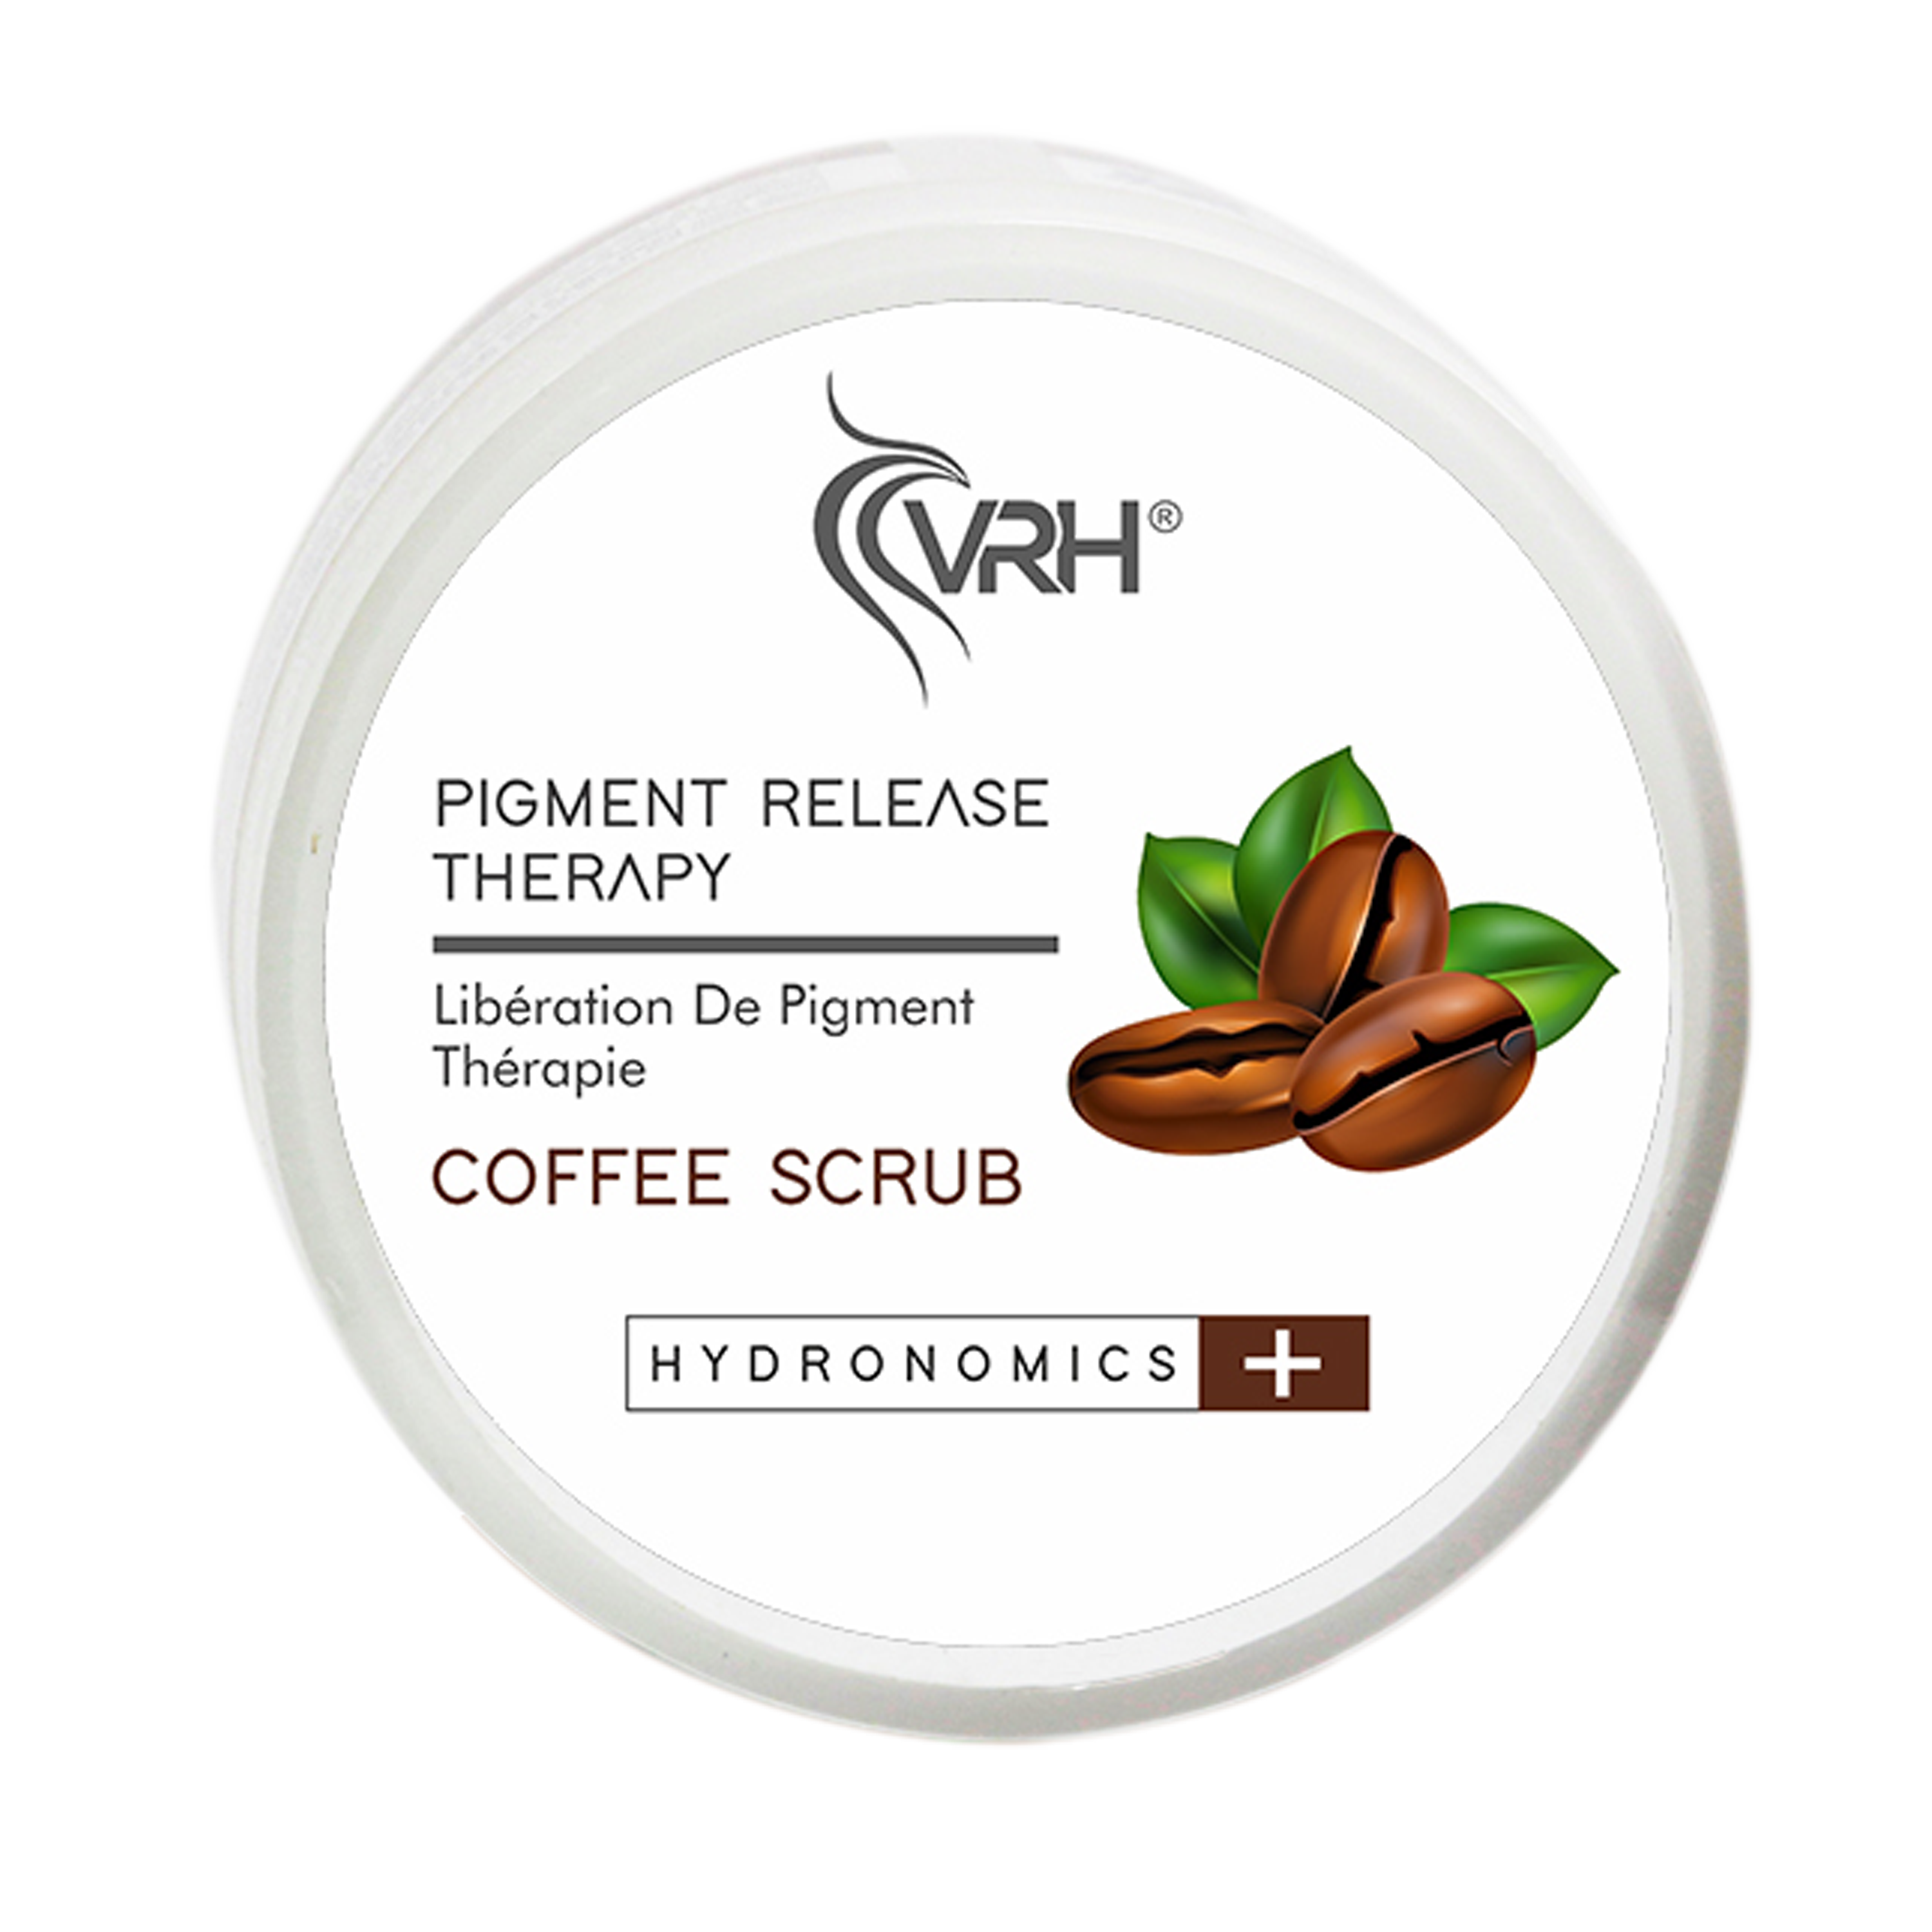 VRH®
PIGMENT RELEASE
THERAPY
Libération De Pigment
Thérapie
COFFEE SCRUB
HYDRONOMICS +